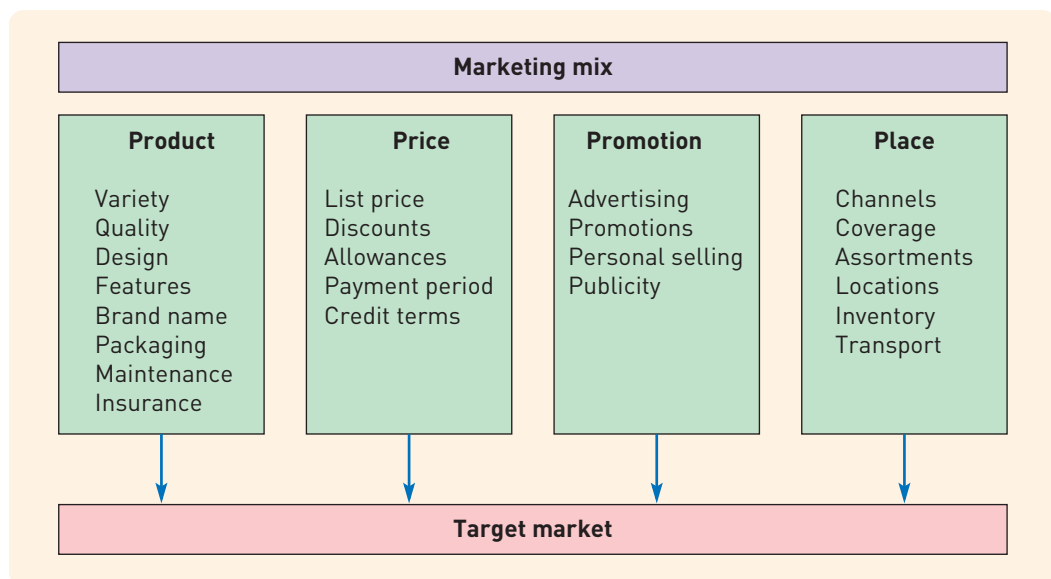 Marketing mix
Product
Variety
Quality
Design
Features
Brand name
Packaging
Maintenance
Insurance
Price
List price
Discounts
Allowances
Payment period
Credit terms
Promotion
Advertising
Promotions
Personal selling
Publicity
Place
Channels
Coverage
Assortments
Locations
Inventory
Transport
Target market